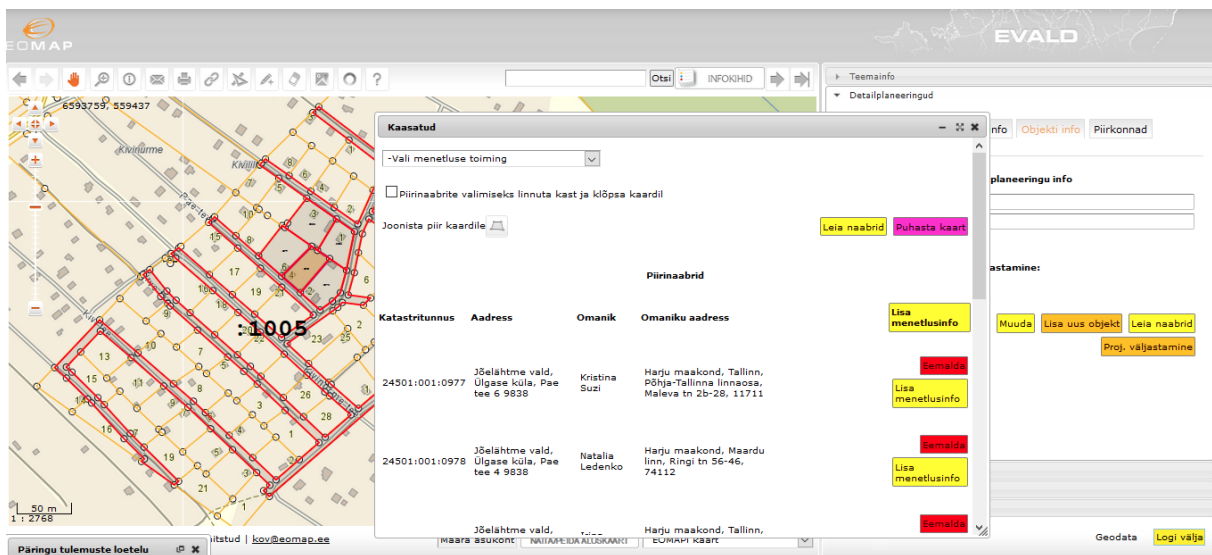 EOMAP
EVALD
Otsi
INFOKIHID
Teemainfo
Detailplaneeringud
6593759, 559437
Kivinurme
:1005
50 m
1 : 2768
Kaasatud
-Vali menetluse toiming
Piirinaabrite valimiseks linnuta kast ja klõpsa kaardil
Joonista piir kaardile
Leia naabrid
Puhasta kaart
Piirinaabrid
Katastritunnus Aadress Omanik Omaniku aadress
Lisa
menetlusinfo
24501:001:0977
Jõelähtme vald,
Ülgase küla, Pae
tee 6 9838
Kristina
Suzi
Harju maakond, Tallinn,
Põhja-Tallinna linnaosa,
Maleva tn 2b-28, 11711
Eemalda
Lisa
menetlusinfo
24501:001:0978
Jõelähtme vald,
Ülgase küla, Pae
tee 4 9838
Natalia
Ledenko
Harju maakond, Maardu
linn, Ringi tn 56-46,
74112
Eemalda
Lisa
menetlusinfo
Jõelähtme vald,
Harju maakond, Tallinn,
Eemalda
nfo
Objekti info
Piirkonnad
planeeringu info
astamine:
Muuda
Lisa uus objekt
Leia naabrid
Proj. väljastamine
itstud | kov@eomap.ee
Määra asukoht
NÄITA/PEIDA ALUSKAART
EOMAPi kaart
Geodata
Logi välja
Päringu tulemuste loetelu